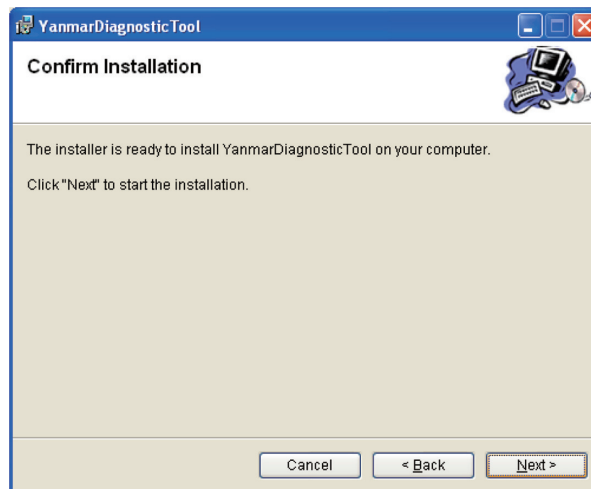 YanmarDiagnosticTool
Confirm Installation
The installer is ready to install YanmarDiagnosticTool on your computer.
Click "Next" to start the installation.
Cancel
< Back
Next >